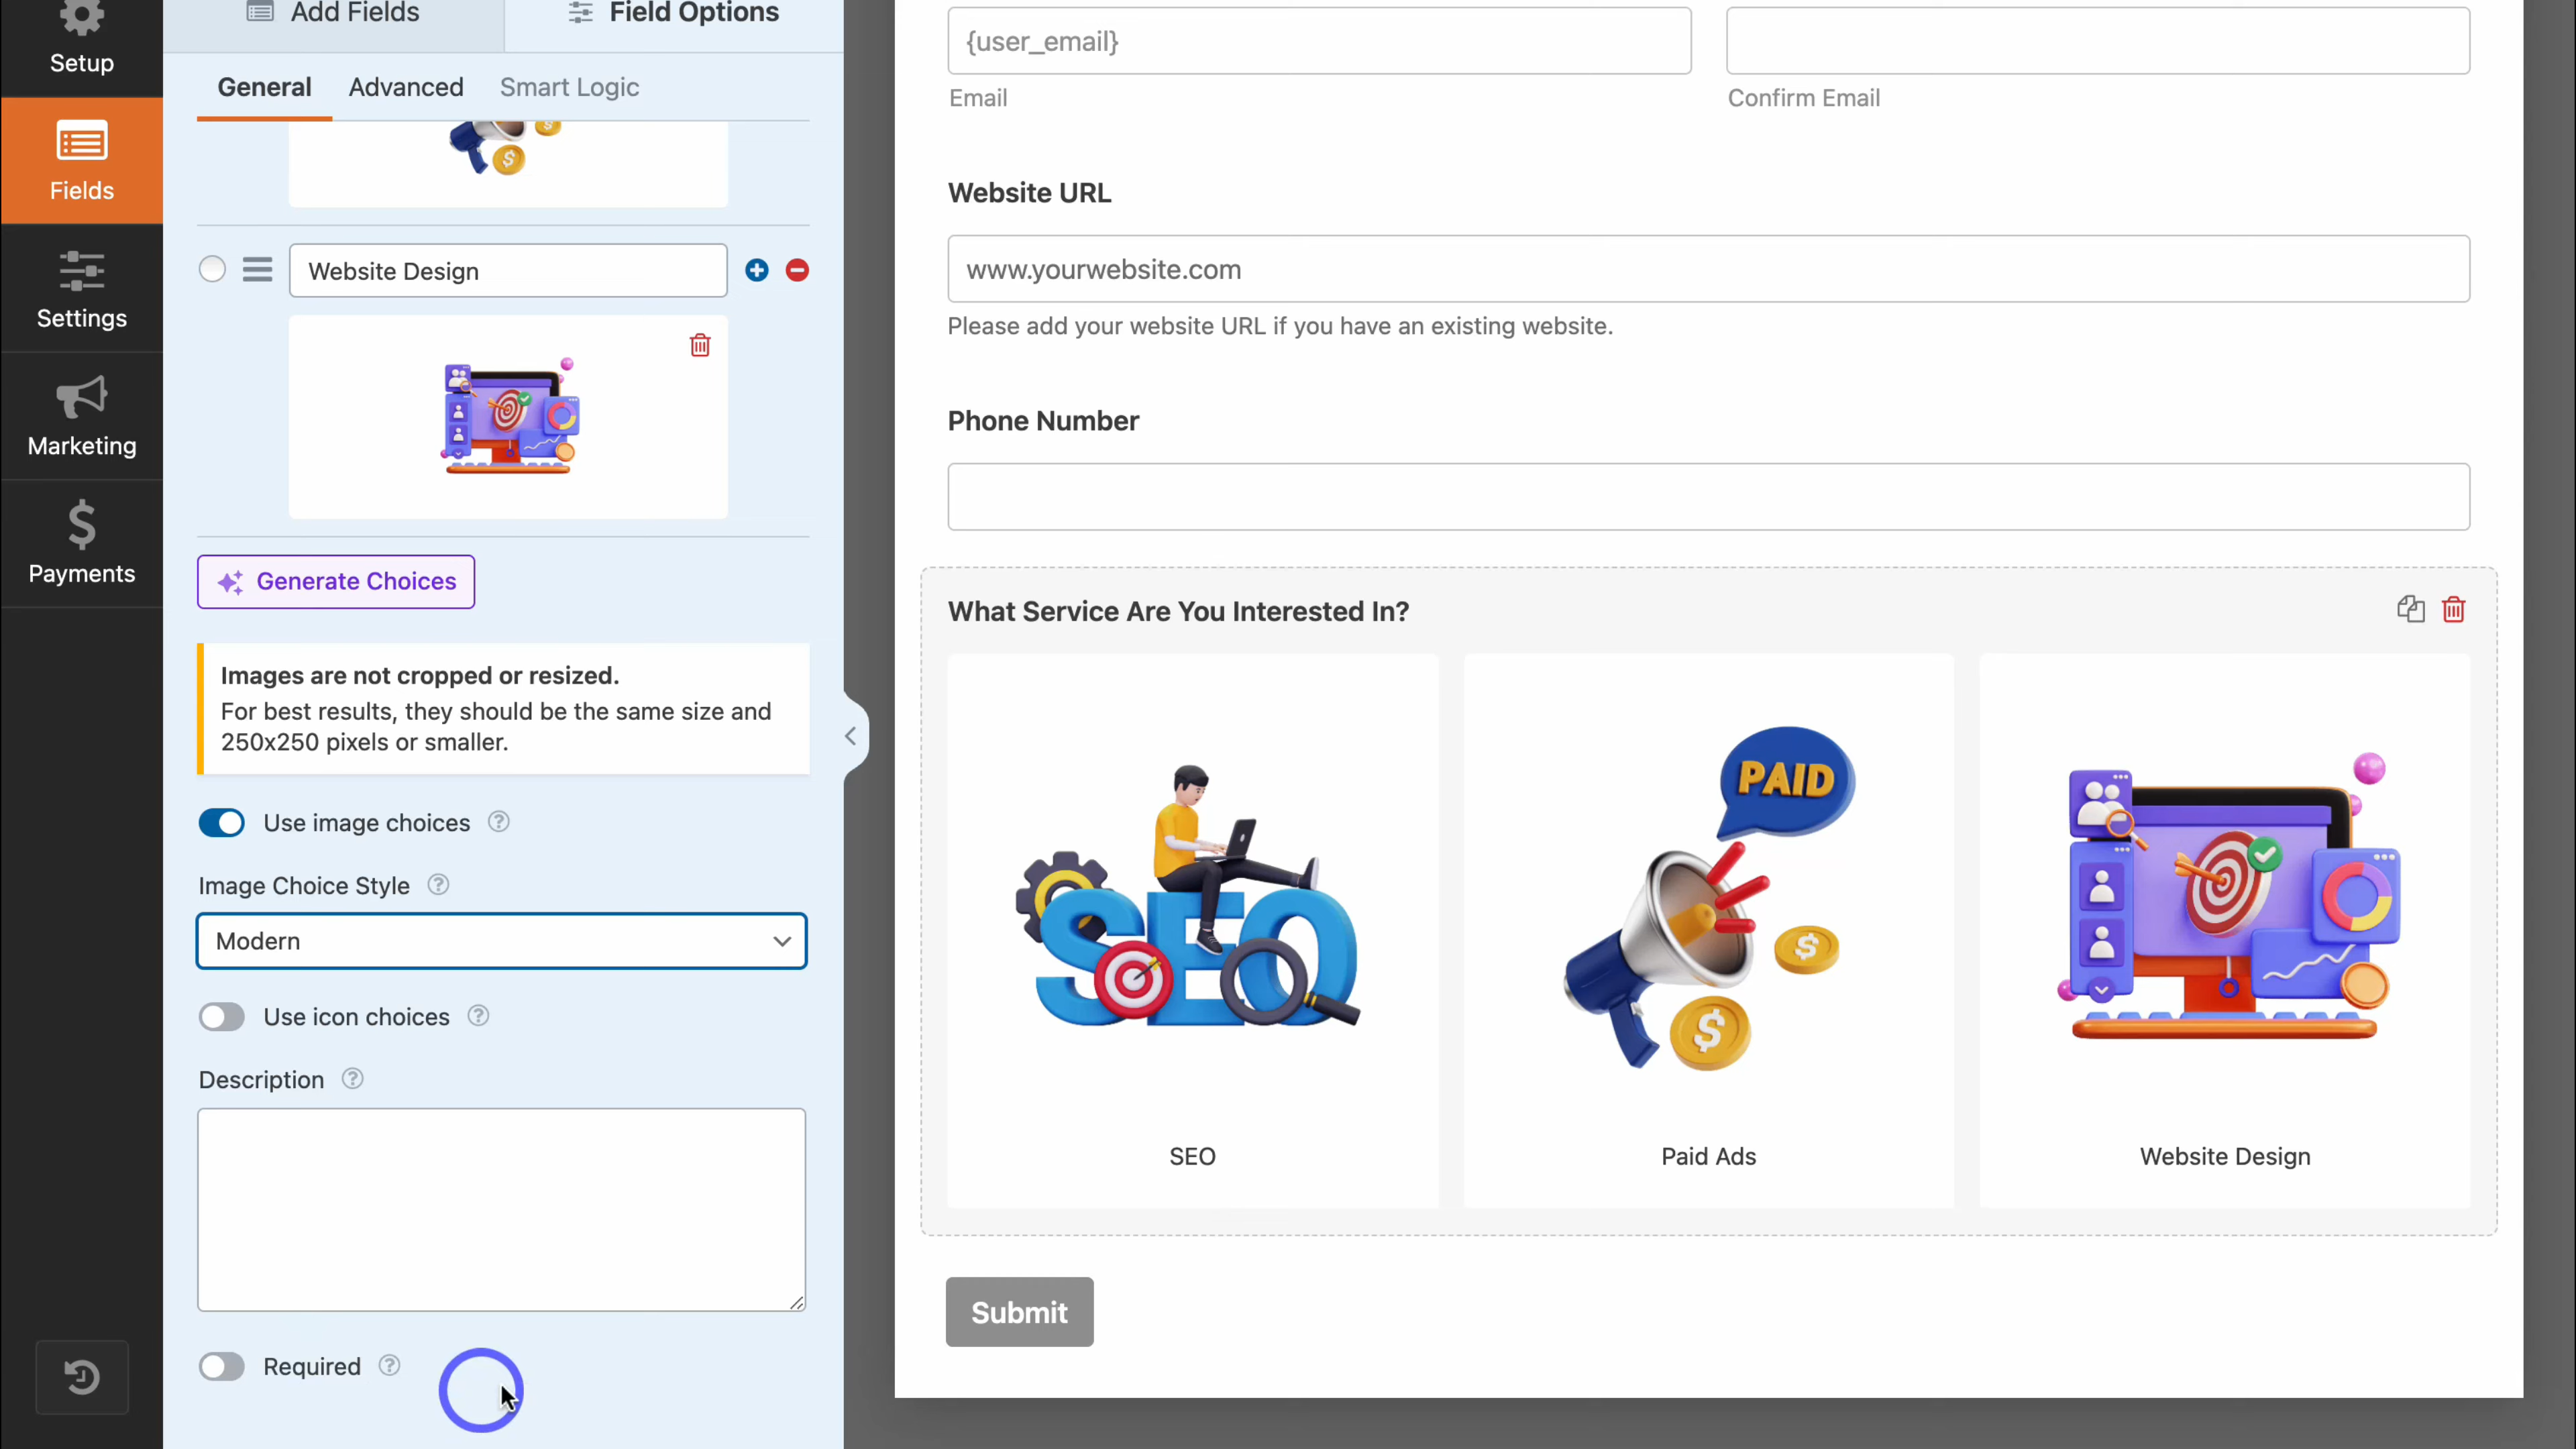 Setup
Fields
Settings
Marketing
Payments
Add Fields
Field Options
General
Advanced
Smart Logic
$
Website Design
Generate Choices
Images are not cropped or resized.
For best results, they should be the same size and
250x250 pixels or smaller.
Use image choices
Image Choice Style
Modern
Use icon choices
Description
Required
{user_email}
Email
Confirm Email
Website URL
www.yourwebsite.com
Please add your website URL if you have an existing website.
Phone Number
What Service Are You Interested In?
SEO
PAID
$
$
SEO
Paid Ads
Website Design
Submit